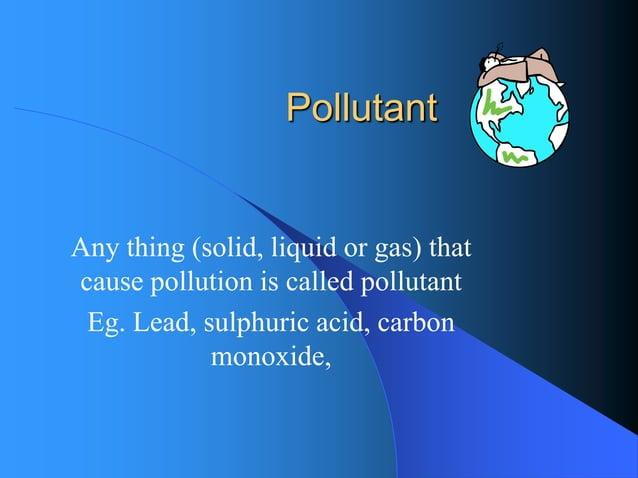 Pollutant
Any thing (solid, liquid or gas) that
cause pollution is called pollutant
Eg. Lead, sulphuric acid, carbon
monoxide,